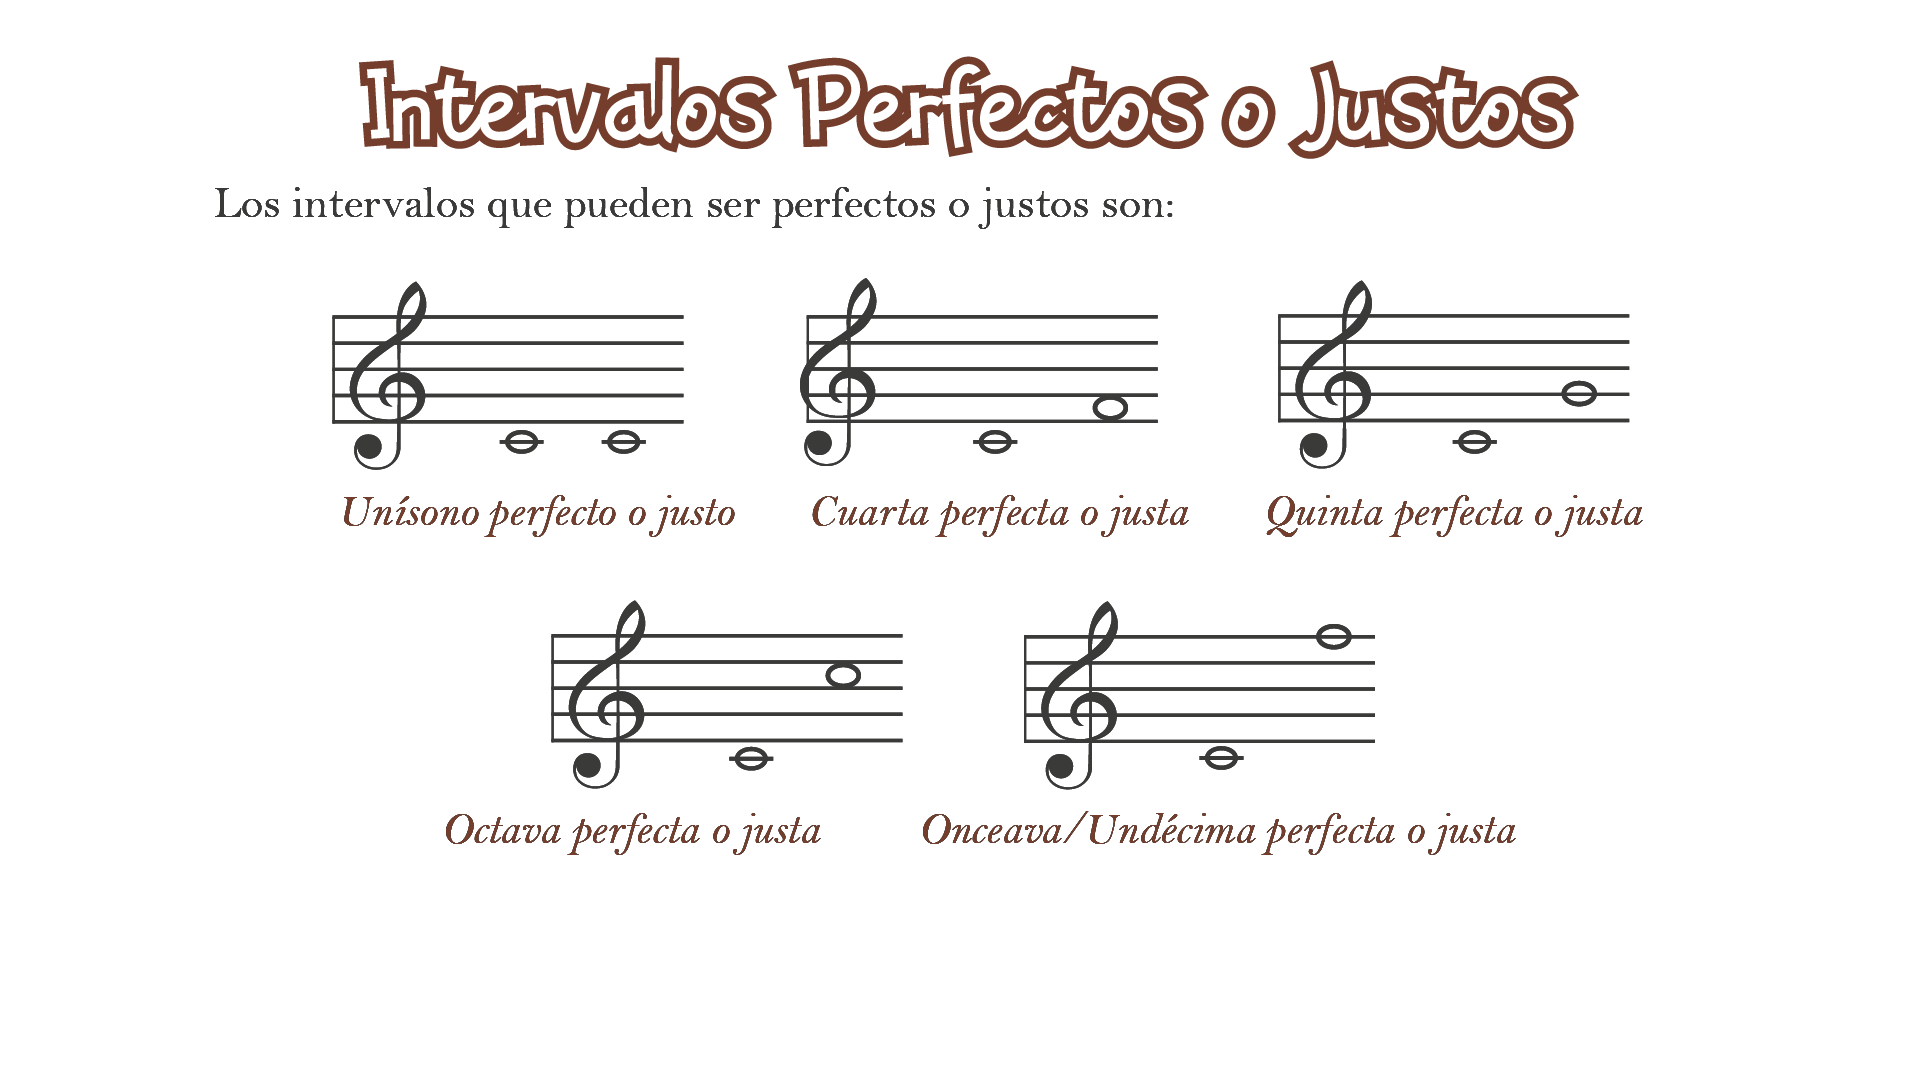 Intervalos Perfectos o Justos
Los intervalos que pueden ser perfectos o justos son:
Unísono perfecto o justo
Cuarta perfecta o justa
Quinta perfecta o justa
Octava perfecta o justa
Onceava/Undécima perfecta o justa